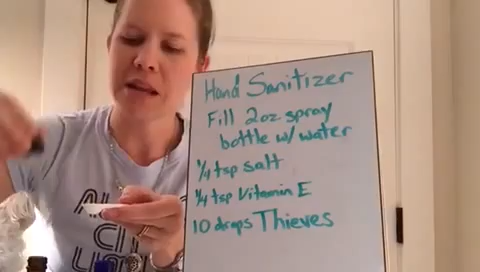 Hand Sanitizer
Fill 2oz spray
bottle w/ water
1/4 tsp salt
1/4 tsp Vitamin E
10 drops Thieves